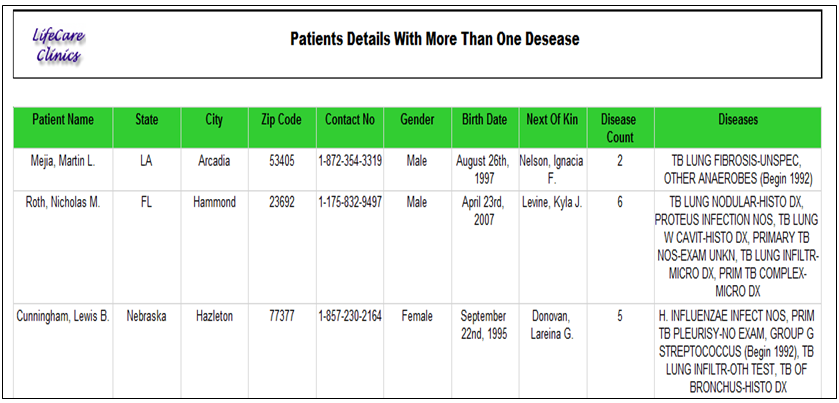 LifeCare
Clinics
Patients Details With More Than One Desease
Patient Name State City Zip Code Contact No Gender Birth Date Next Of Kin Disease Count Diseases
Mejia, Martin L. LA Arcadia 53405 1-872-354-3319 Male August 26th, 1997 Nelson, Ignacia F. 2 TB LUNG FIBROSIS-UNSPEC,
OTHER ANAEROBES (Begin 1992)
Roth, Nicholas M. FL Hammond 23692 1-175-832-9497 Male April 23rd, 2007 Levine, Kyla J. 6 TB LUNG NODULAR-HISTO DX,
PROTEUS INFECTION NOS, TB LUNG
W CAVIT-HISTO DX, PRIMARY TB
NOS-EXAM UNKN, TB LUNG INFILTR-
MICRO DX, PRIM TB COMPLEX-
MICRO DX
Cunningham, Lewis B. Nebraska Hazleton 77377 1-857-230-2164 Female September 22nd, 1995 Donovan, Lareina G. 5 H. INFLUENZAE INFECT NOS, PRIM
TB PLEURISY-NO EXAM, GROUP G
STREPTOCOCCUS (Begin 1992), TB
LUNG INFILTR-OTH TEST, TB OF
BRONCHUS-HISTO DX